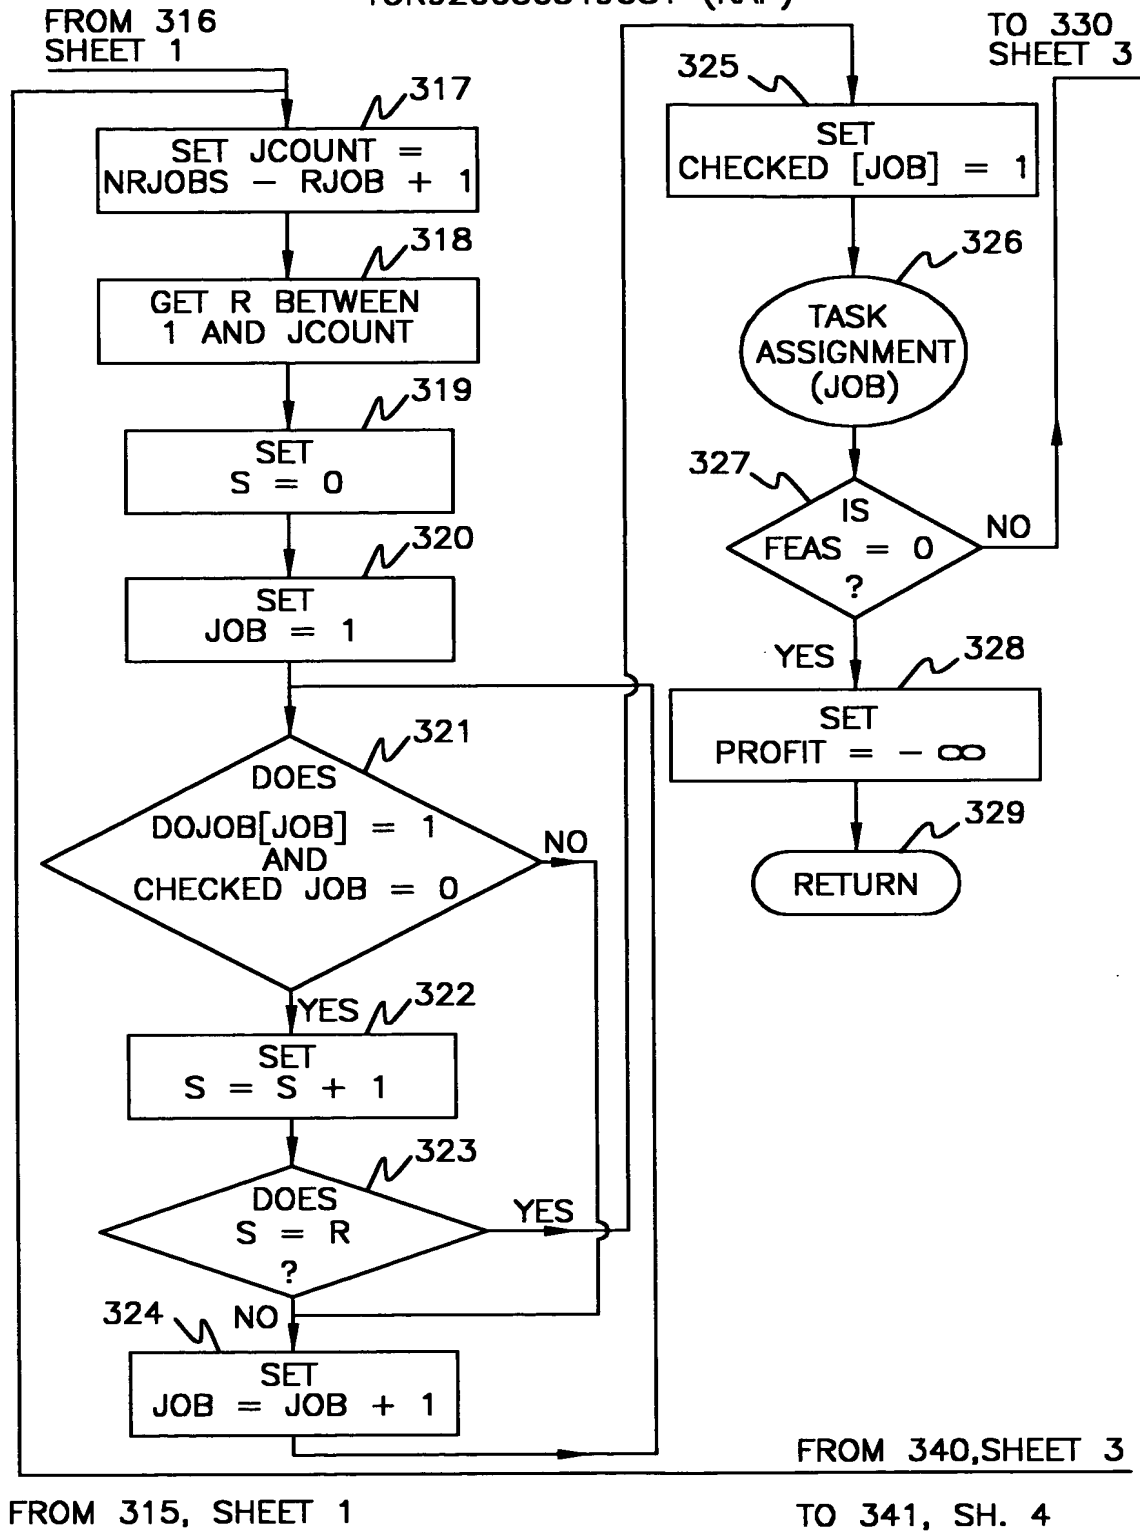 FROM 316
SHEET 1
317
SET JCOUNT =
NRJOBS - RJOB + 1
318
GET R BETWEEN
1 AND JCOUNT
319
SET
S = 0
320
SET
JOB = 1
321
DOES
DOJOB[JOB] = 1
AND
CHECKED JOB = 0
NO
YES
322
SET
S = S + 1
323
DOES
S = R
?
YES
324
NO
SET
JOB = JOB + 1
TO 330
SHEET 3
325
SET
CHECKED [JOB] = 1
326
TASK
ASSIGNMENT
(JOB)
327
IS
FEAS = 0
?
NO
YES
328
SET
PROFIT = - ∞
329
RETURN
FROM 340,SHEET 3
FROM 315, SHEET 1
TO 341, SH. 4